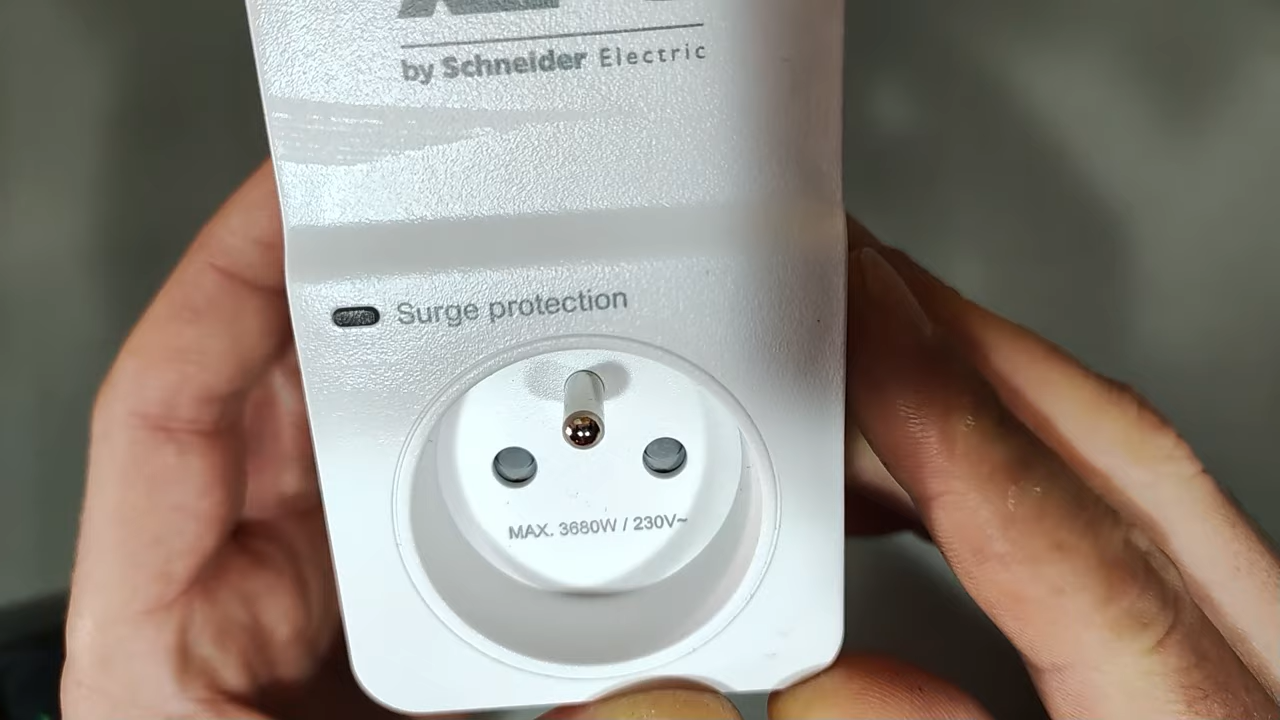 by Schneider Electric
Surge protection
MAX. 3680W / 230V~